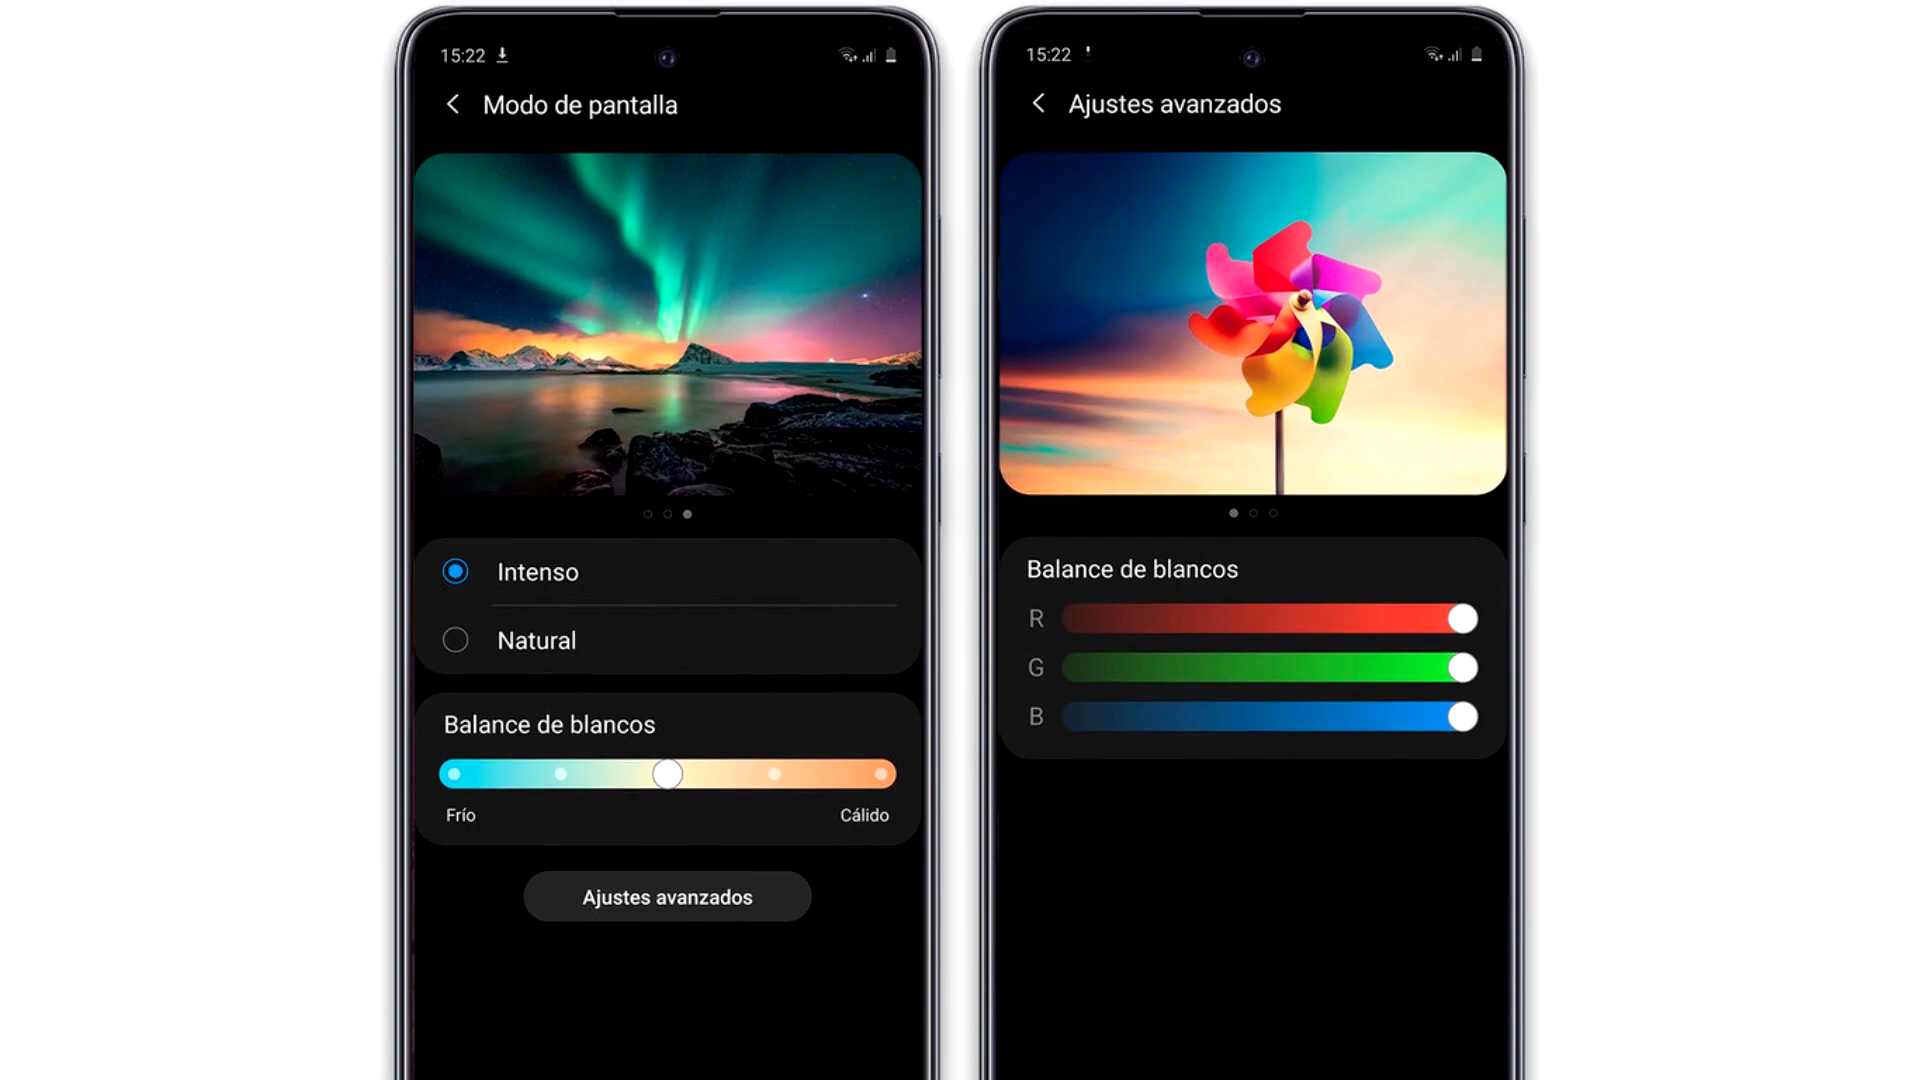 15:22
Modo de pantalla
Intenso
Natural
Balance de blancos
Frío
Cálido
Ajustes avanzados
15:22
Ajustes avanzados
Balance de blancos
R
G
B